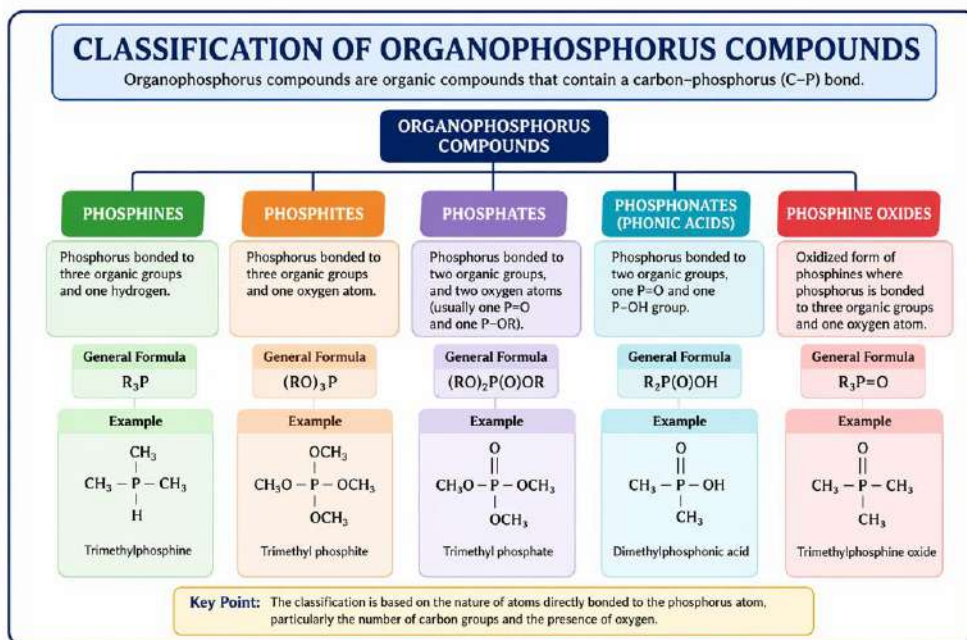 CLASSIFICATION OF ORGANOPHOSPHORUS COMPOUNDS
Organophosphorus compounds are organic compounds that contain a carbon–phosphorus (C–P) bond.
ORGANOPHOSPHORUS
COMPOUNDS
PHOSPHINES
Phosphorus bonded to
three organic groups
and one hydrogen.
General Formula
R₃P
Example
CH₃
|
CH₃ – P – CH₃
|
H
Trimethylphosphine
PHOSPHITES
Phosphorus bonded to
three organic groups
and one oxygen atom.
General Formula
(RO)₃P
Example
OCH₃
|
CH₃O – P – OCH₃
|
OCH₃
Trimethyl phosphite
PHOSPHATES
Phosphorus bonded to
two organic groups,
and two oxygen atoms
(usually one P=O
and one P–OR).
General Formula
(RO)₂P(O)OR
Example
O
||
CH₃O – P – OCH₃
|
OCH₃
Trimethyl phosphate
PHOSPHONATES
(PHONIC ACIDS)
Phosphorus bonded to
two organic groups,
one P=O and one
P–OH group.
General Formula
R₂P(O)OH
Example
O
||
CH₃ – P – OH
|
CH₃
Dimethylphosphonic acid
PHOSPHINE OXIDES
Oxidized form of
phosphines where
phosphorus is bonded
to three organic groups
and one oxygen atom.
General Formula
R₃P=O
Example
O
||
CH₃ – P – CH₃
|
CH₃
Trimethylphosphine oxide
Key Point: The classification is based on the nature of atoms directly bonded to the phosphorus atom,
particularly the number of carbon groups and the presence of oxygen.